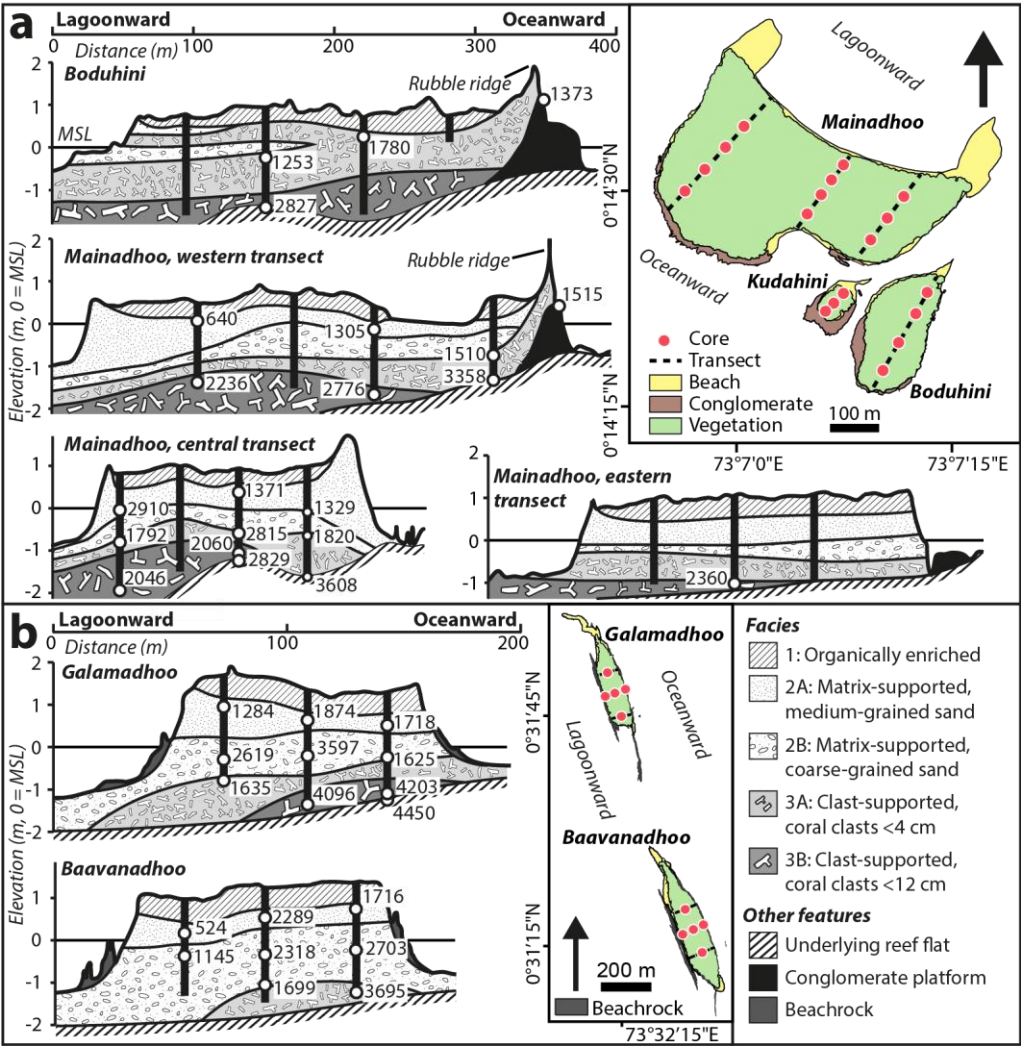 a
Lagoonward
Oceanward
0
100
200
300
400
Distance (m)
Boduhini
2
1
0
-1
MSL
Rubble ridge
1373
1780
1253
2827
Mainadhoo, western transect
2
1
0
-1
-2
Rubble ridge
1515
640
1305
1510
3358
2236
2776
Elevation (m, 0 = MSL)
Mainadhoo, central transect
1
0
-1
-2
1371
2910
1329
1792
2060
2815
1820
2829
2046
3608
Mainadhoo, eastern
transect
2
1
0
-1
2360
Lagoonward
Mainadhoo
Oceanward
Kudahini
Boduhini
Core
Transect
Beach
Conglomerate
Vegetation
100 m
0°14'30"N
0°14'15"N
73°7'0"E
73°7'15"E
b
Lagoonward
Oceanward
0
100
200
Distance (m)
Galamadhoo
2
1
0
-1
-2
1284
1874
1718
2619
3597
1625
1635
4096
4203
4450
Elevation (m, 0 = MSL)
Baavanadhoo
1
0
-1
-2
1716
524
2289
1145
2318
2703
1699
3695
Galamadhoo
Oceanward
Lagoonward
Baavanadhoo
0°31'45"N
0°31'15"N
200 m
Beachrock
73°32'15"E
Facies
1: Organically enriched
2A: Matrix-supported,
medium-grained sand
2B: Matrix-supported,
coarse-grained sand
3A: Clast-supported,
coral clasts <4 cm
3B: Clast-supported,
coral clasts <12 cm
Other features
Underlying reef flat
Conglomerate platform
Beachrock